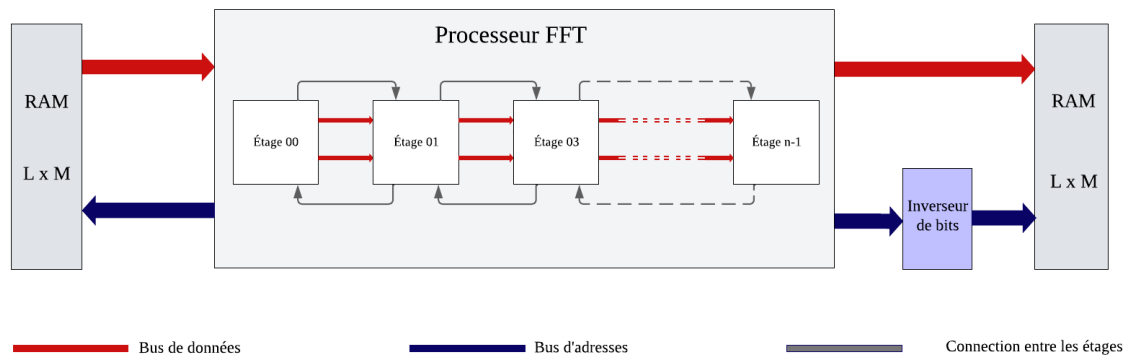 Processeur FFT
RAM
L x M
Étage 00
Étage 01
Étage 03
Étage n-1
RAM
L x M
Inverseur
de bits
Bus de données
Bus d'adresses
Connection entre les étages